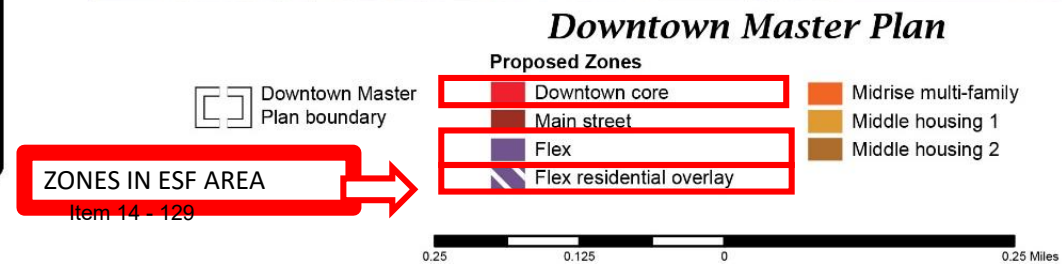 Downtown Master Plan
Proposed Zones
Downtown Master
Plan boundary
Downtown core
Main street
Flex
Flex residential overlay
Midrise multi-family
Middle housing 1
Middle housing 2
ZONES IN ESF AREA
Item 14 - 129
0.25
0.125
0
0.25 Miles